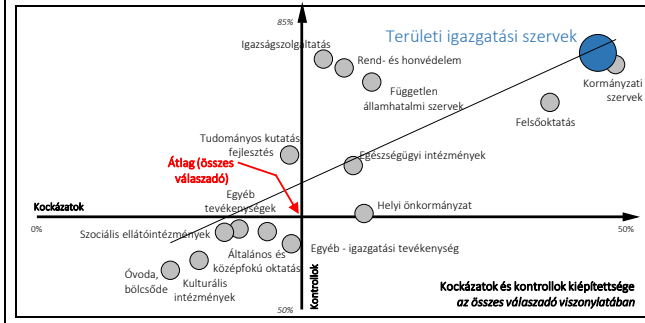 85%
Területi igazgatási szervek
Igazságszolgáltatás
Rend- és honvédelem
Független
államhatalmi szervek
Kormányzati
szervek
Felsőoktatás
Tudományos kutatás
fejlesztés
Egészségügyi intézmények
Átlag (összes
válaszadó)
Egyéb
tevékenységek
Helyi önkormányzat
Kockázatok
0%
50%
Szociális ellátóintézmények
Általános és
középfokú oktatás
Egyéb - igazgatási tevékenység
Óvoda,
bölcsőde
Kulturális
intézmények
Kontrollok
50%
Kockázatok és kontrollok kiépítettsége
az összes válaszadó viszonylatában